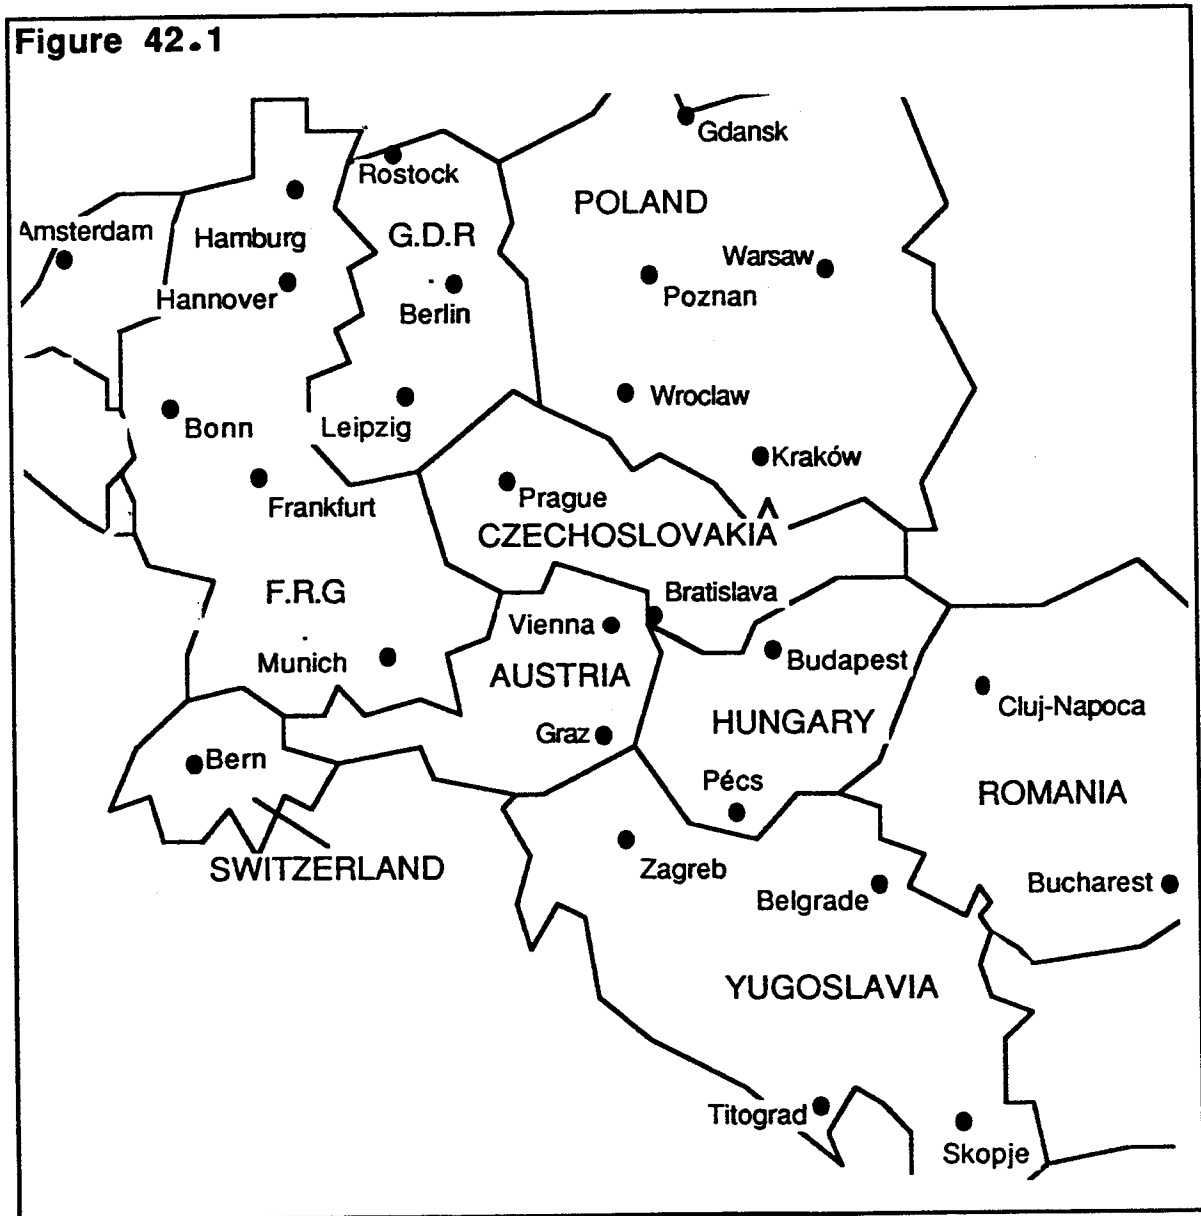 Figure 42.1
Gdansk
Rostock
POLAND
Amsterdam
Hamburg
G.D.R
Warsaw
Hannover
Poznan
Berlin
Wroclaw
Bonn
Leipzig
Kraków
Prague
Frankfurt
CZECHOSLOVAKIA
F.R.G
Bratislava
Vienna
Munich
Budapest
AUSTRIA
Cluj-Napoca
HUNGARY
Graz
Bern
Pécs
ROMANIA
SWITZERLAND
Zagreb
Bucharest
Belgrade
YUGOSLAVIA
Titograd
Skopje